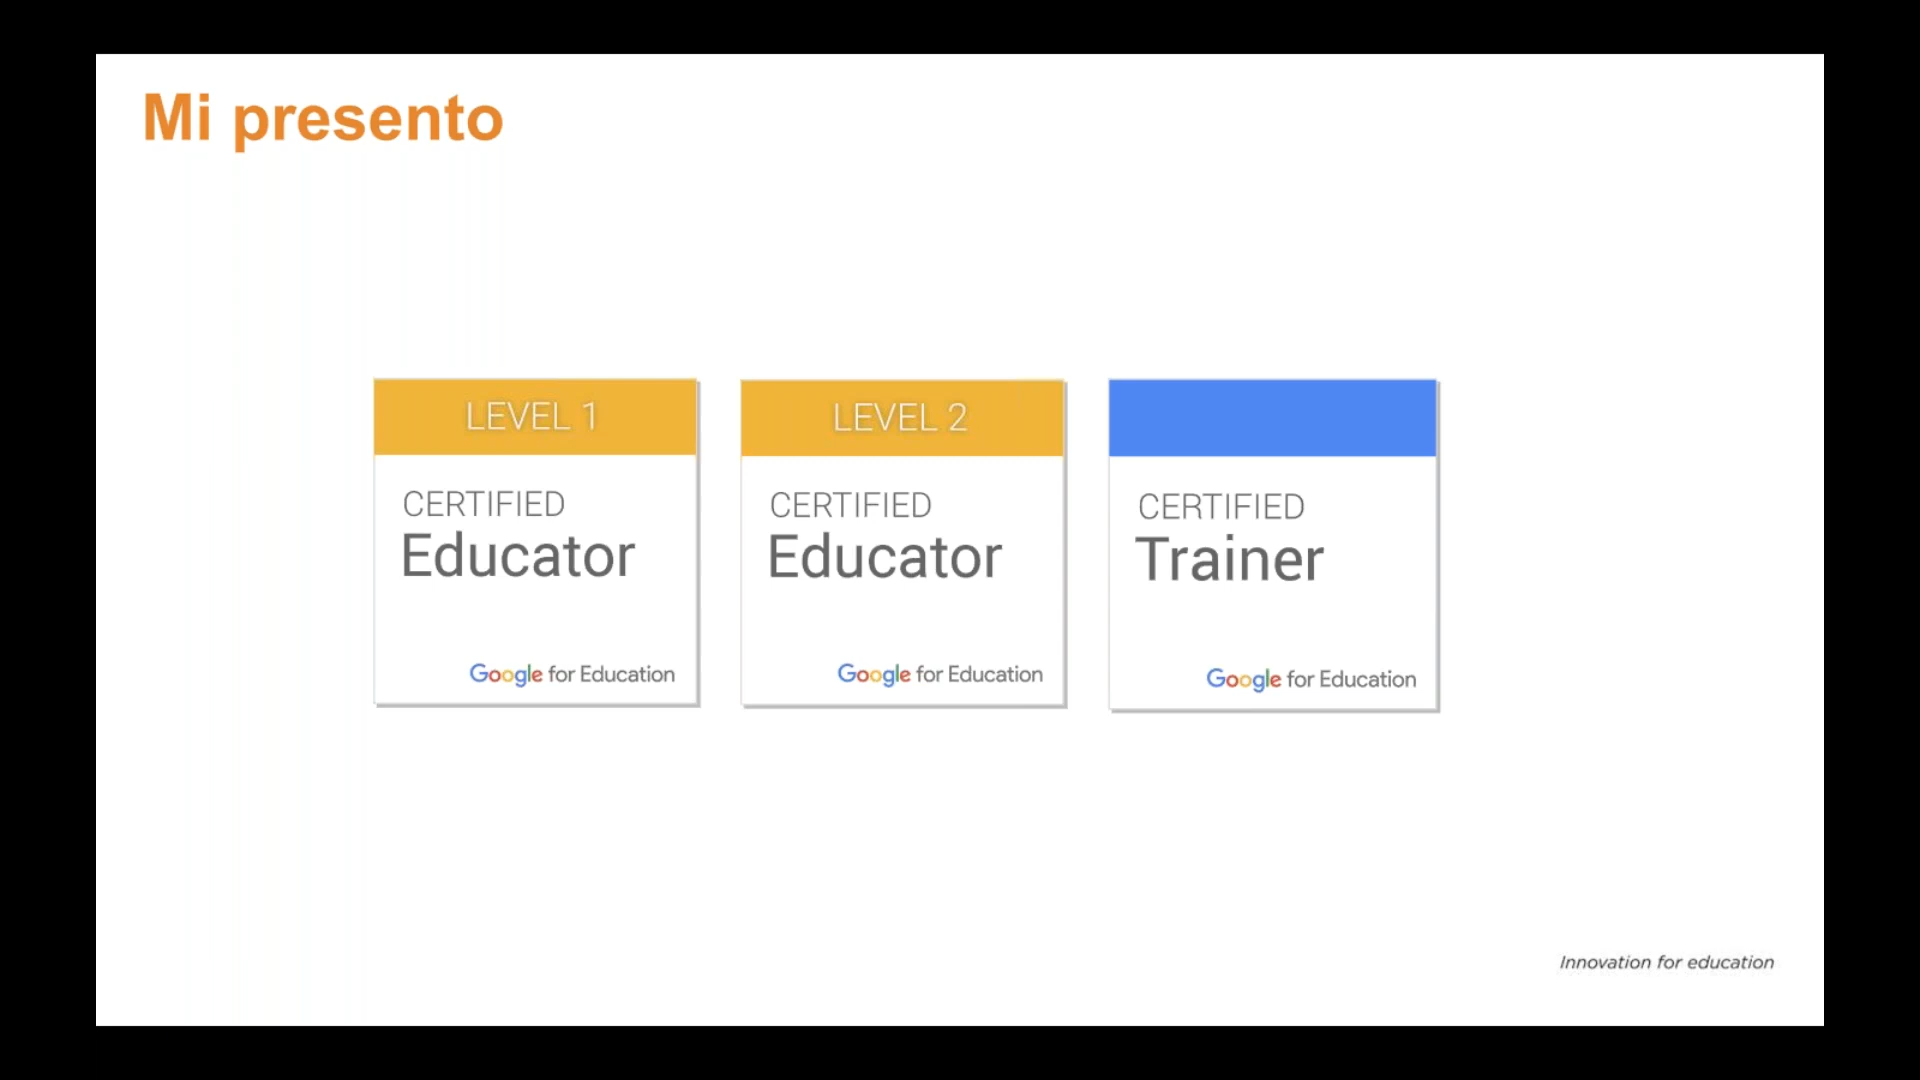 Mi presento
LEVEL 1
CERTIFIED
Educator
Google for Education
LEVEL 2
CERTIFIED
Educator
Google for Education
CERTIFIED
Trainer
Google for Education
Innovation for education